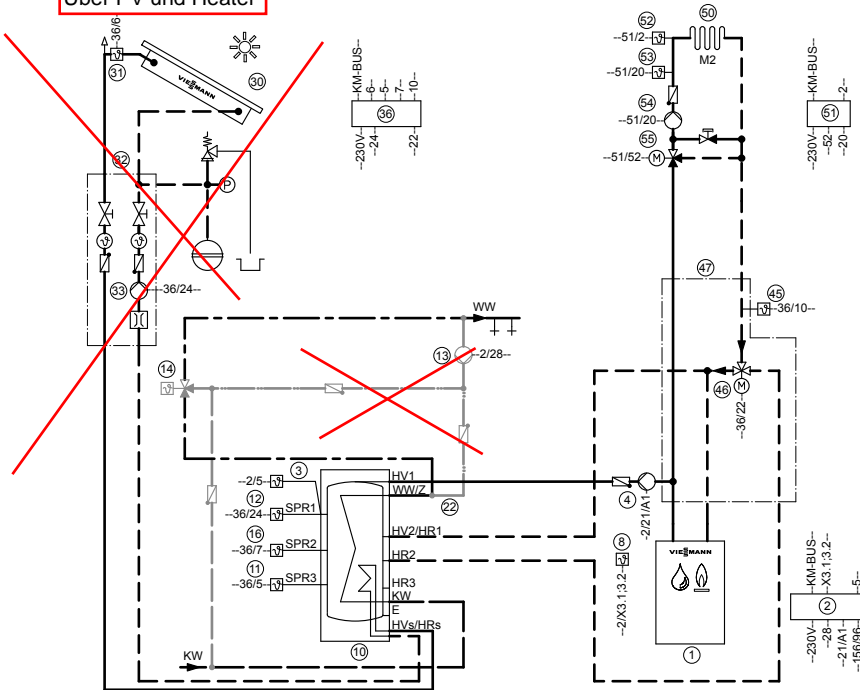 Über PV und Heater
--36/6--
31
VIESMANN
30
--230V--
--KM-BUS--
--24--
--6--
--5--
--7--
--10--
--22--
36
52
50
--51/2--
53
M2
--51/20--
54
--51/20--
55
--51/52--
M
--230V--
--KM-BUS--
--52--
--20--
--2--
51
32
P
33
--36/24--
47
45
--36/10--
46
M
--36/22--
WW
13
--2/28--
14
3
--2/5--
HV1
WW/Z
22
4
--2/21/A1--
12
--36/24--
SPR1
16
--36/7--
SPR2
HV2/HR1
HR2
11
--36/5--
SPR3
HR3
KW
E
HVs/HRs
8
--2/X3.1;3.2--
VIESMANN
1
--230V--
--KM-BUS--
--28--
--X3.1;3.2--
--21/A1--
--156/96--
--5--
2
KW
10